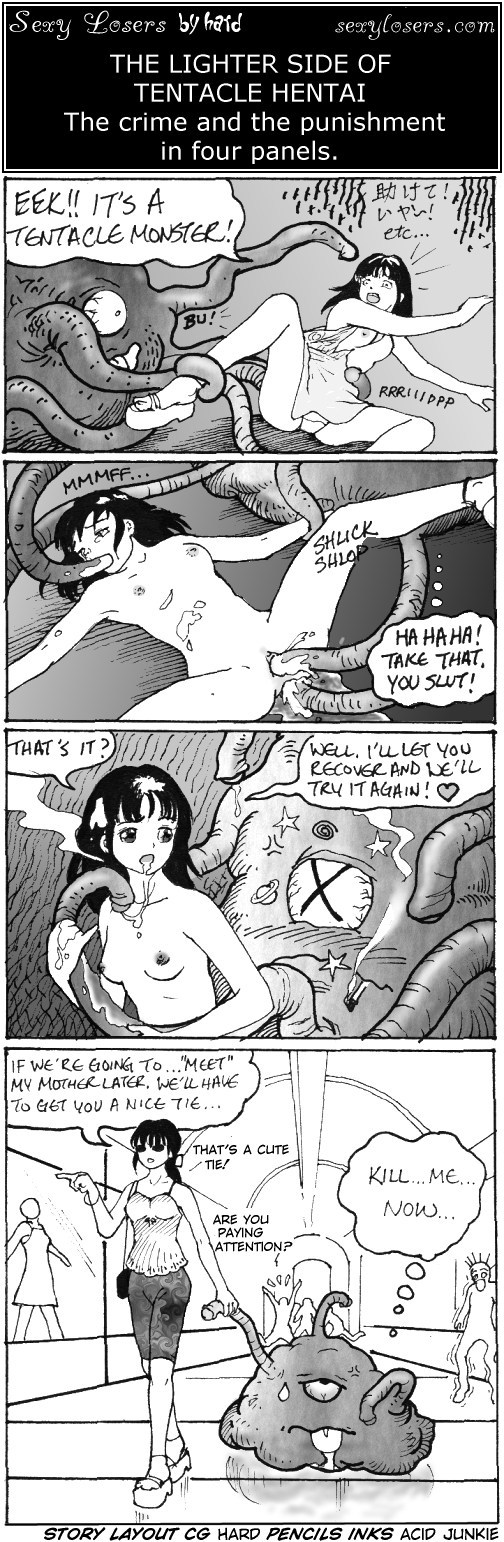 Sexy Losers by hard
sexylosers.com
THE LIGHTER SIDE OF
TENTACLE HENTAI
The crime and the punishment
in four panels.
EEK!! IT'S A
TENTACLE MONSTER!
助けて!
いヤン!
etc...
BU!
RRRIIIDPP
MMMFF...
SHLICK
SHLOP
HA HA HA!
TAKE THAT,
YOU SLUT!
THAT'S IT?
WELL, I'LL LET YOU
RECOVER AND WE'LL
TRY IT AGAIN! ♥
IF WE'RE GOING TO..."MEET"
MY MOTHER LATER, WE'LL HAVE
TO GET YOU A NICE TIE...
THAT'S A CUTE
TIE!
ARE YOU
PAYING
ATTENTION?
KILL...ME...
NOW...
STORY LAYOUT CG HARD PENCILS INKS ACID JUNKIE